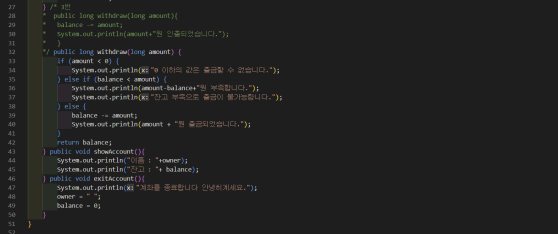 27 } /* 3번
28 * public long withdraw(long amount){
29 * balance -= amount;
30 * System.out.println(amount+"원 인출되었습니다.");
31 * }
32 */ public long withdraw(long amount) {
33 if (amount < 0) {
34 System.out.println(x:"0 이하의 값은 출금할 수 없습니다.");
35 } else if (balance < amount) {
36 System.out.println(amount-balance+"원 부족합니다.");
37 System.out.println(x:"잔고 부족으로 출금이 불가능합니다.");
38 } else {
39 balance -= amount;
40 System.out.println(amount + "원 출금되었습니다.");
41 }
42 return balance;
43 } public void showAccount(){
44 System.out.println("이름 : "+owner);
45 System.out.println("잔고 : "+ balance);
46 } public void exitAccount(){
47 System.out.println(x:"계좌를 종료합니다 안녕하계세요.");
48 owner = " ";
49 balance = 0;
50 }
51 }
52